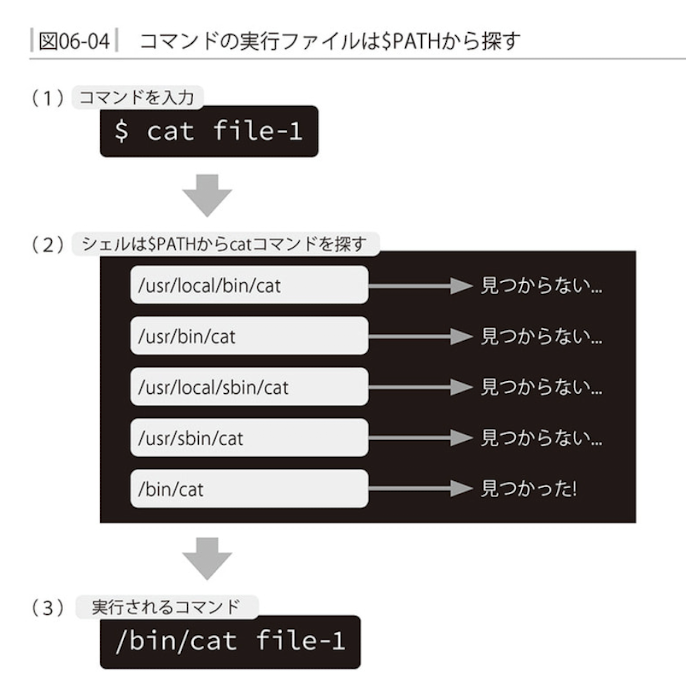 図06-04 コマンドの実行ファイルは$PATHから探す
（1） コマンドを入力
$ cat file-1
（2） シェルは$PATHからcatコマンドを探す
/usr/local/bin/cat 見つからない...
/usr/bin/cat 見つからない...
/usr/local/sbin/cat 見つからない...
/usr/sbin/cat 見つからない...
/bin/cat 見つかった!
（3） 実行されるコマンド
/bin/cat file-1